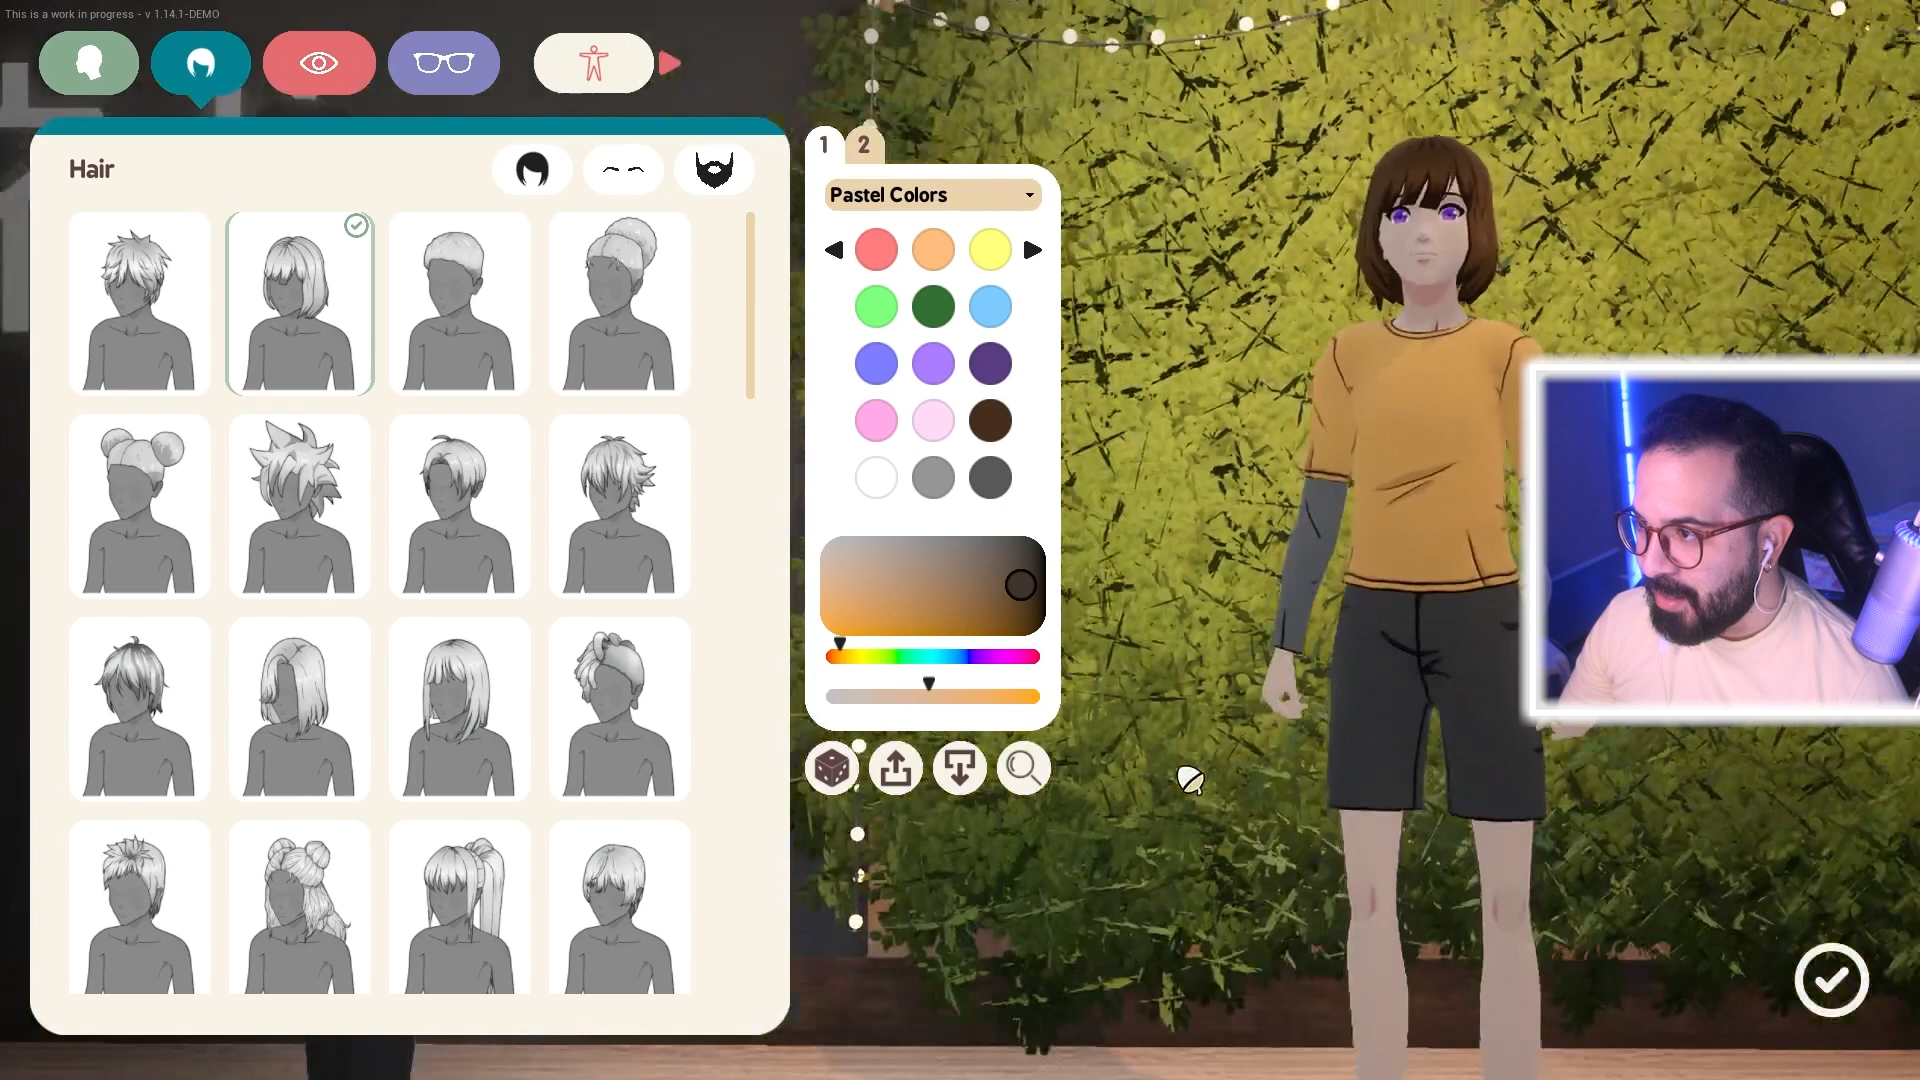 This is a work in progress - v 1.14.1-DEMO
Hair
1
2
Pastel Colors